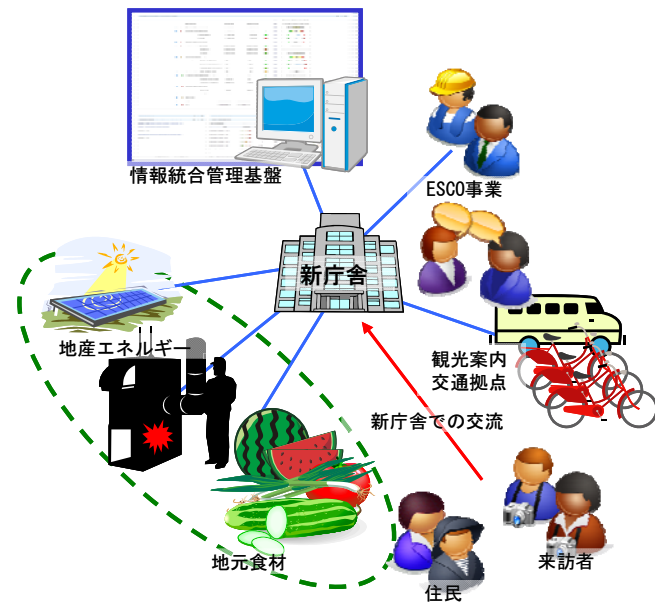 情報統合管理基盤
ESCO事業
新庁舎
地産エネルギー
観光案内
交通拠点
新庁舎での交流
地元食材
来訪者
住民